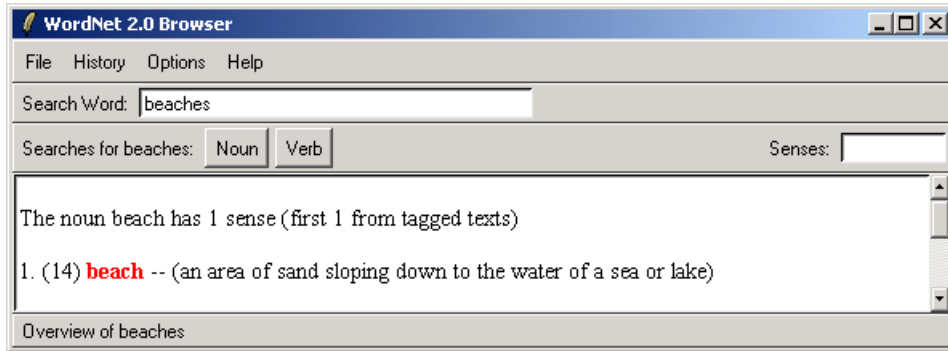 WordNet 2.0 Browser
File History Options Help
Search Word: beaches
Searches for beaches: Noun Verb Senses:
The noun beach has 1 sense (first 1 from tagged texts)
1. (14) beach -- (an area of sand sloping down to the water of a sea or lake)
Overview of beaches